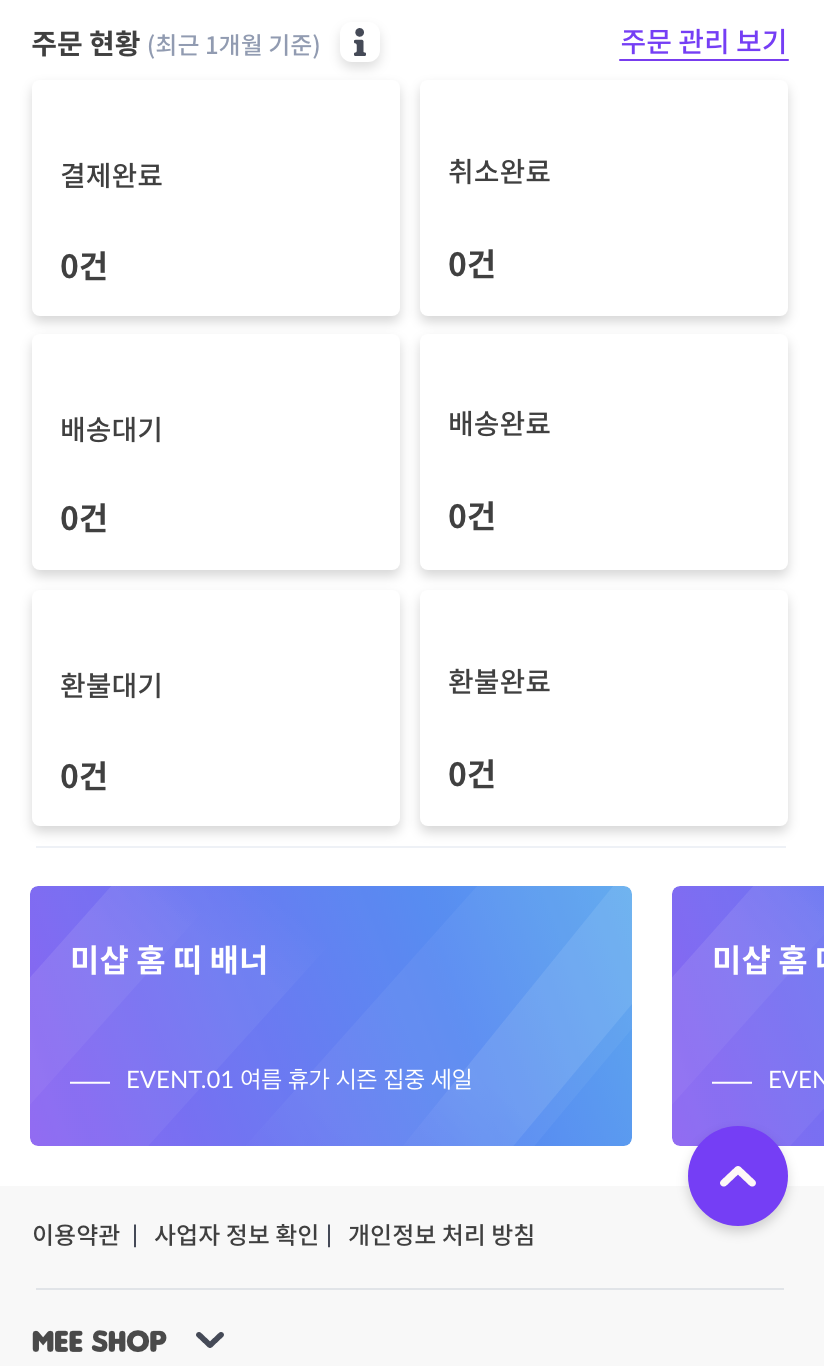 주문 현황 (최근 1개월 기준)
주문 관리 보기
결제완료
0건
취소완료
0건
배송대기
0건
배송완료
0건
환불대기
0건
환불완료
0건
미샵 홈 띠 배너
EVENT.01 여름 휴가 시즌 집중 세일
미샵 홈
EVEN
이용약관 | 사업자 정보 확인 | 개인정보 처리 방침
MEE SHOP